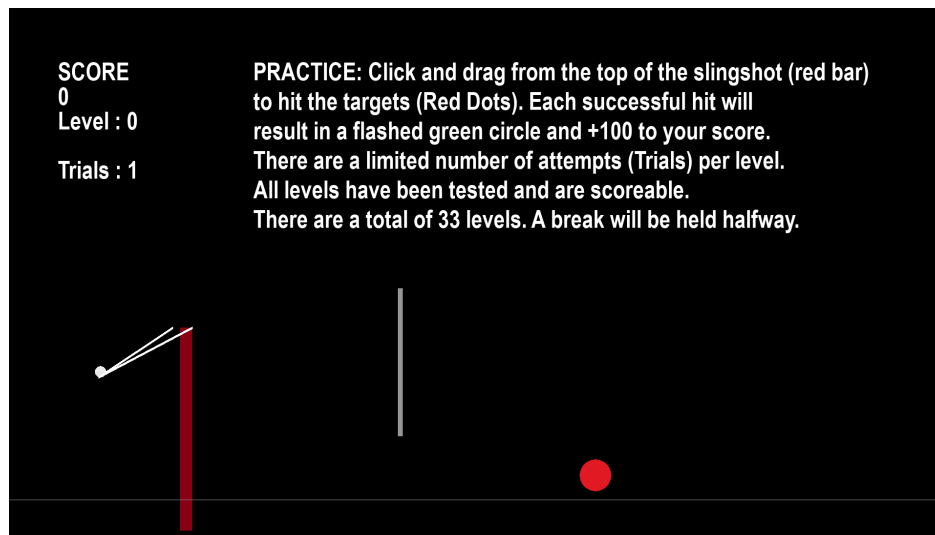 SCORE
0
Level : 0
Trials : 1
PRACTICE: Click and drag from the top of the slingshot (red bar)
to hit the targets (Red Dots). Each successful hit will
result in a flashed green circle and +100 to your score.
There are a limited number of attempts (Trials) per level.
All levels have been tested and are scoreable.
There are a total of 33 levels. A break will be held halfway.